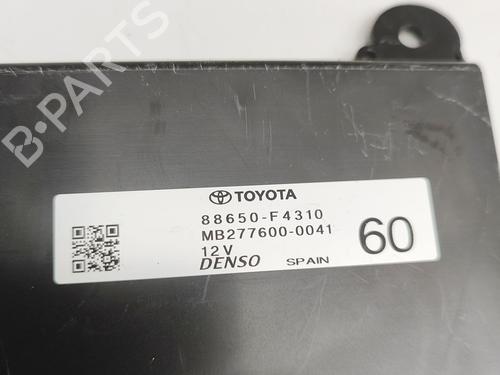 B-PARTS
TOYOTA
88650-F4310
MB277600-0041
12V
60
DENSO SPAIN